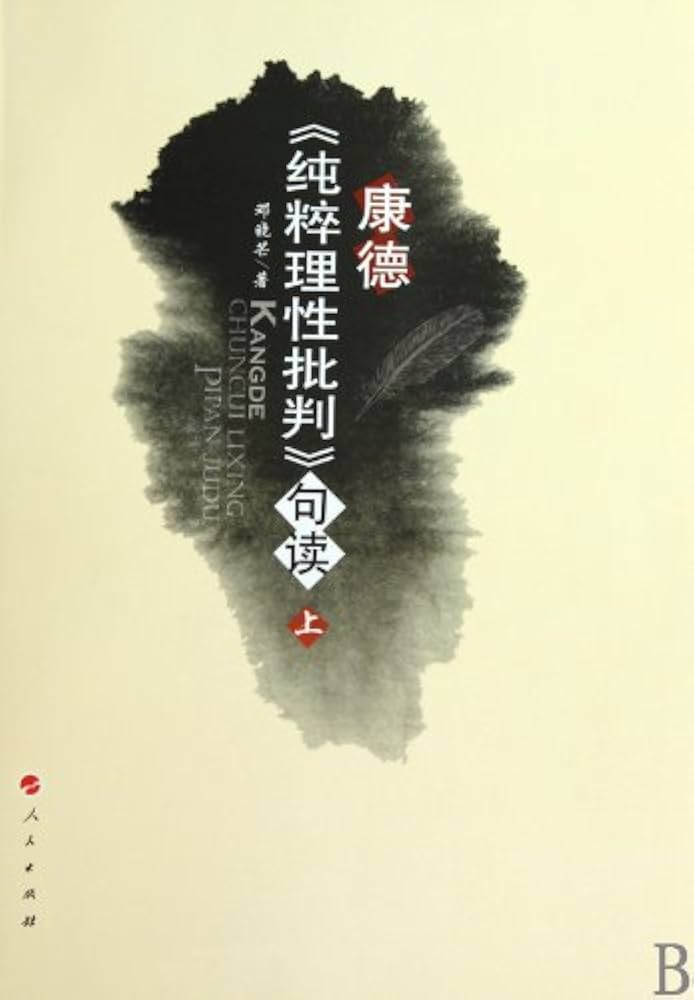 康德
《纯粹理性批判》句读
上
邓晓芒/著
KANGDE
CHUNCUI LIXING
PIPAN JUDU
人民出版社
B